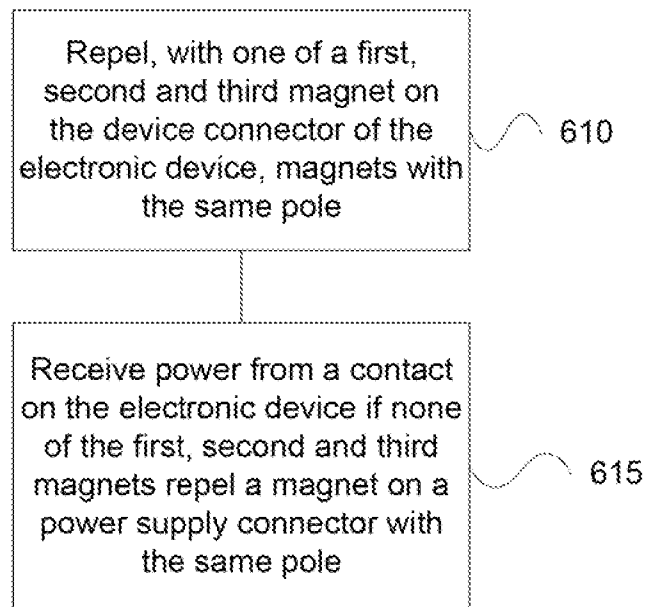 Repel, with one of a first,
second and third magnet on
the device connector of the
electronic device, magnets with
the same pole
610
Receive power from a contact
on the electronic device if none
of the first, second and third
magnets repel a magnet on a
power supply connector with
the same pole
615